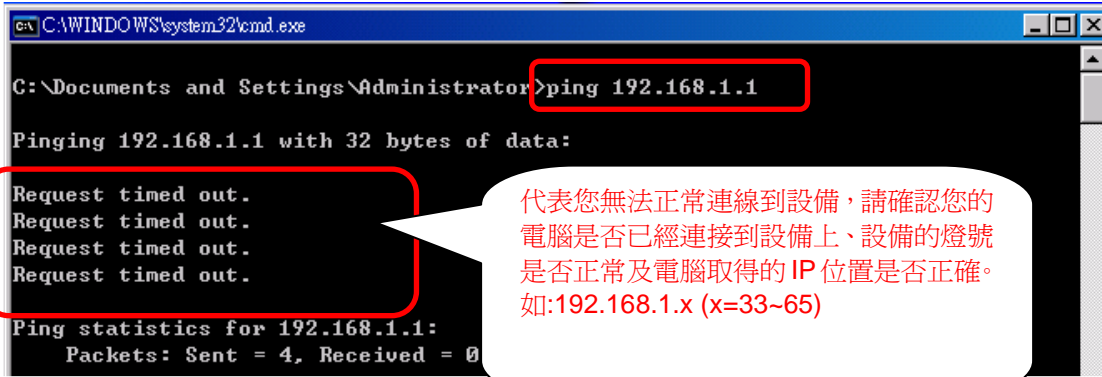 C:\WINDOWS\system32\cmd.exe
C:\Documents and Settings\Administrator>ping 192.168.1.1
Pinging 192.168.1.1 with 32 bytes of data:
Request timed out.
Request timed out.
Request timed out.
Request timed out.
代表您無法正常連線到設備,請確認您的
電腦是否已經連接到設備上、設備的燈號
是否正常及電腦取得的 IP 位置是否正確。
如:192.168.1.x (x=33~65)
Ping statistics for 192.168.1.1:
Packets: Sent = 4, Received = 0